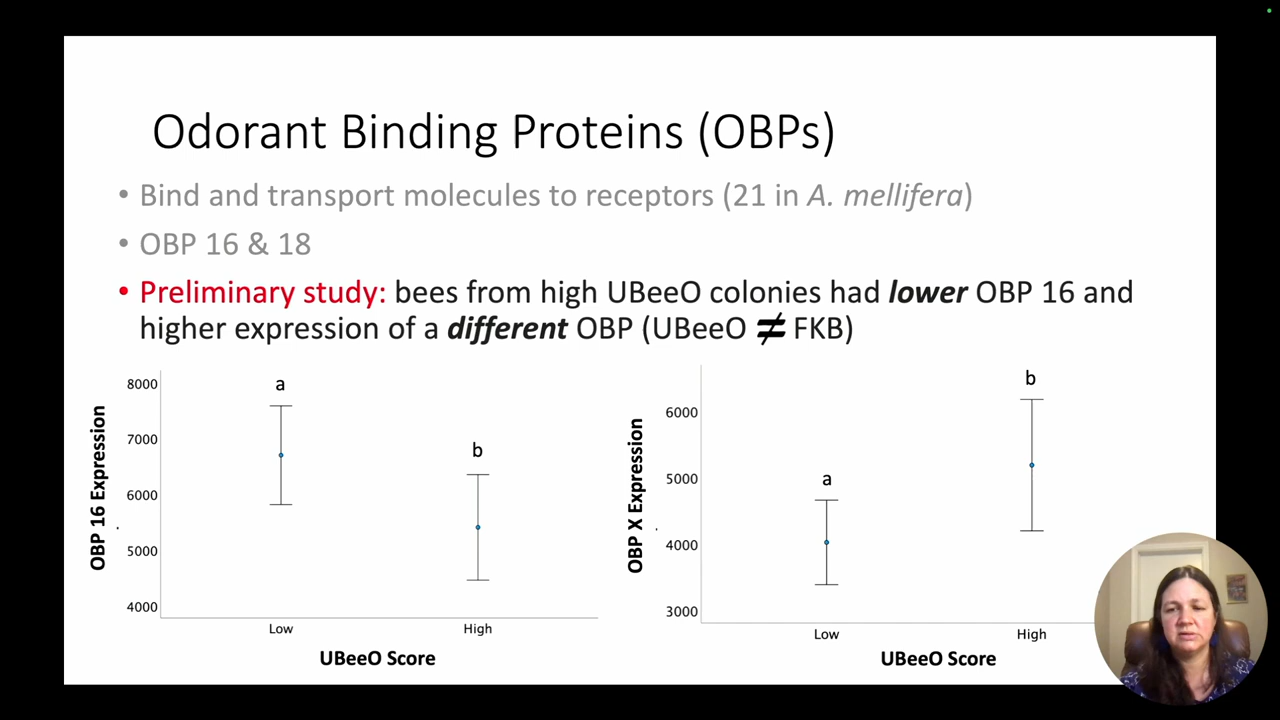 Odorant Binding Proteins (OBPs)
• Bind and transport molecules to receptors (21 in A. mellifera)
• OBP 16 & 18
• Preliminary study: bees from high UBeeO colonies had lower OBP 16 and
higher expression of a different OBP (UBeeO ≠ FKB)
OBP 16 Expression
8000
7000
6000
5000
4000
a
b
Low
High
UBeeO Score
OBP X Expression
6000
5000
4000
3000
a
b
Low
High
UBeeO Score